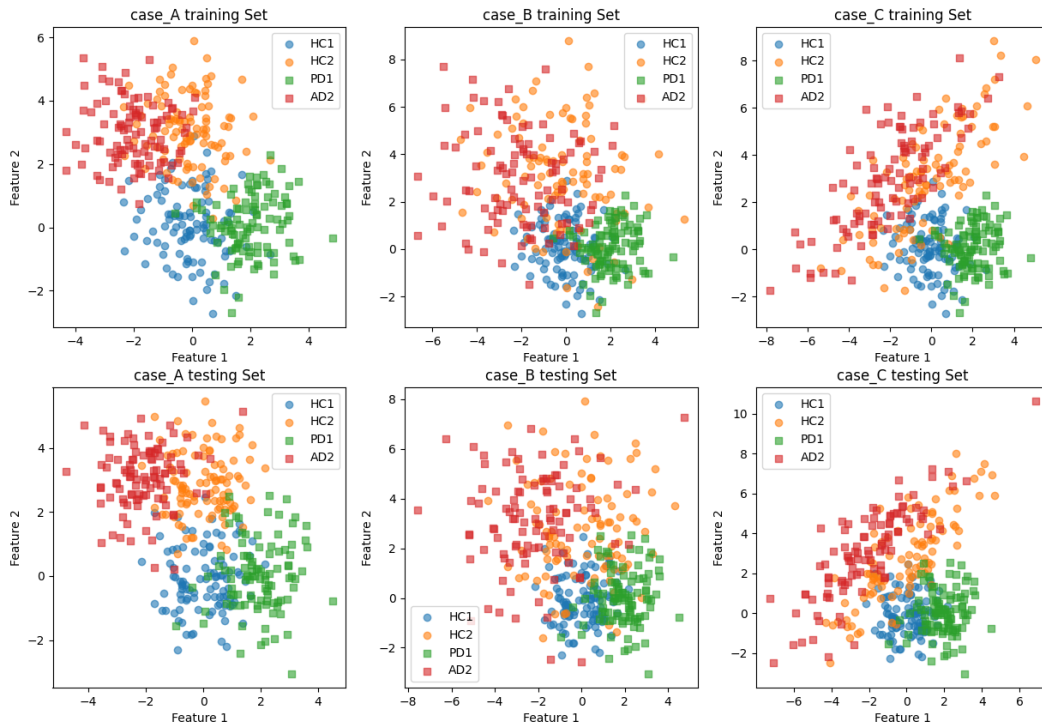 case_A training Set
6
4
2
0
−2
Feature 2
−4
−2
0
2
4
Feature 1
HC1
HC2
PD1
AD2
case_B training Set
8
6
4
2
0
−2
Feature 2
−6
−4
−2
0
2
4
Feature 1
HC1
HC2
PD1
AD2
case_C training Set
8
6
4
2
0
−2
Feature 2
−8
−6
−4
−2
0
2
4
Feature 1
HC1
HC2
PD1
AD2
case_A testing Set
4
2
0
−2
Feature 2
−4
−2
0
2
4
Feature 1
HC1
HC2
PD1
AD2
case_B testing Set
8
6
4
2
0
−2
Feature 2
−6
−4
−2
0
2
4
Feature 1
HC1
HC2
PD1
AD2
case_C testing Set
10
8
6
4
2
0
−2
Feature 2
−6
−4
−2
0
2
4
6
Feature 1
HC1
HC2
PD1
AD2